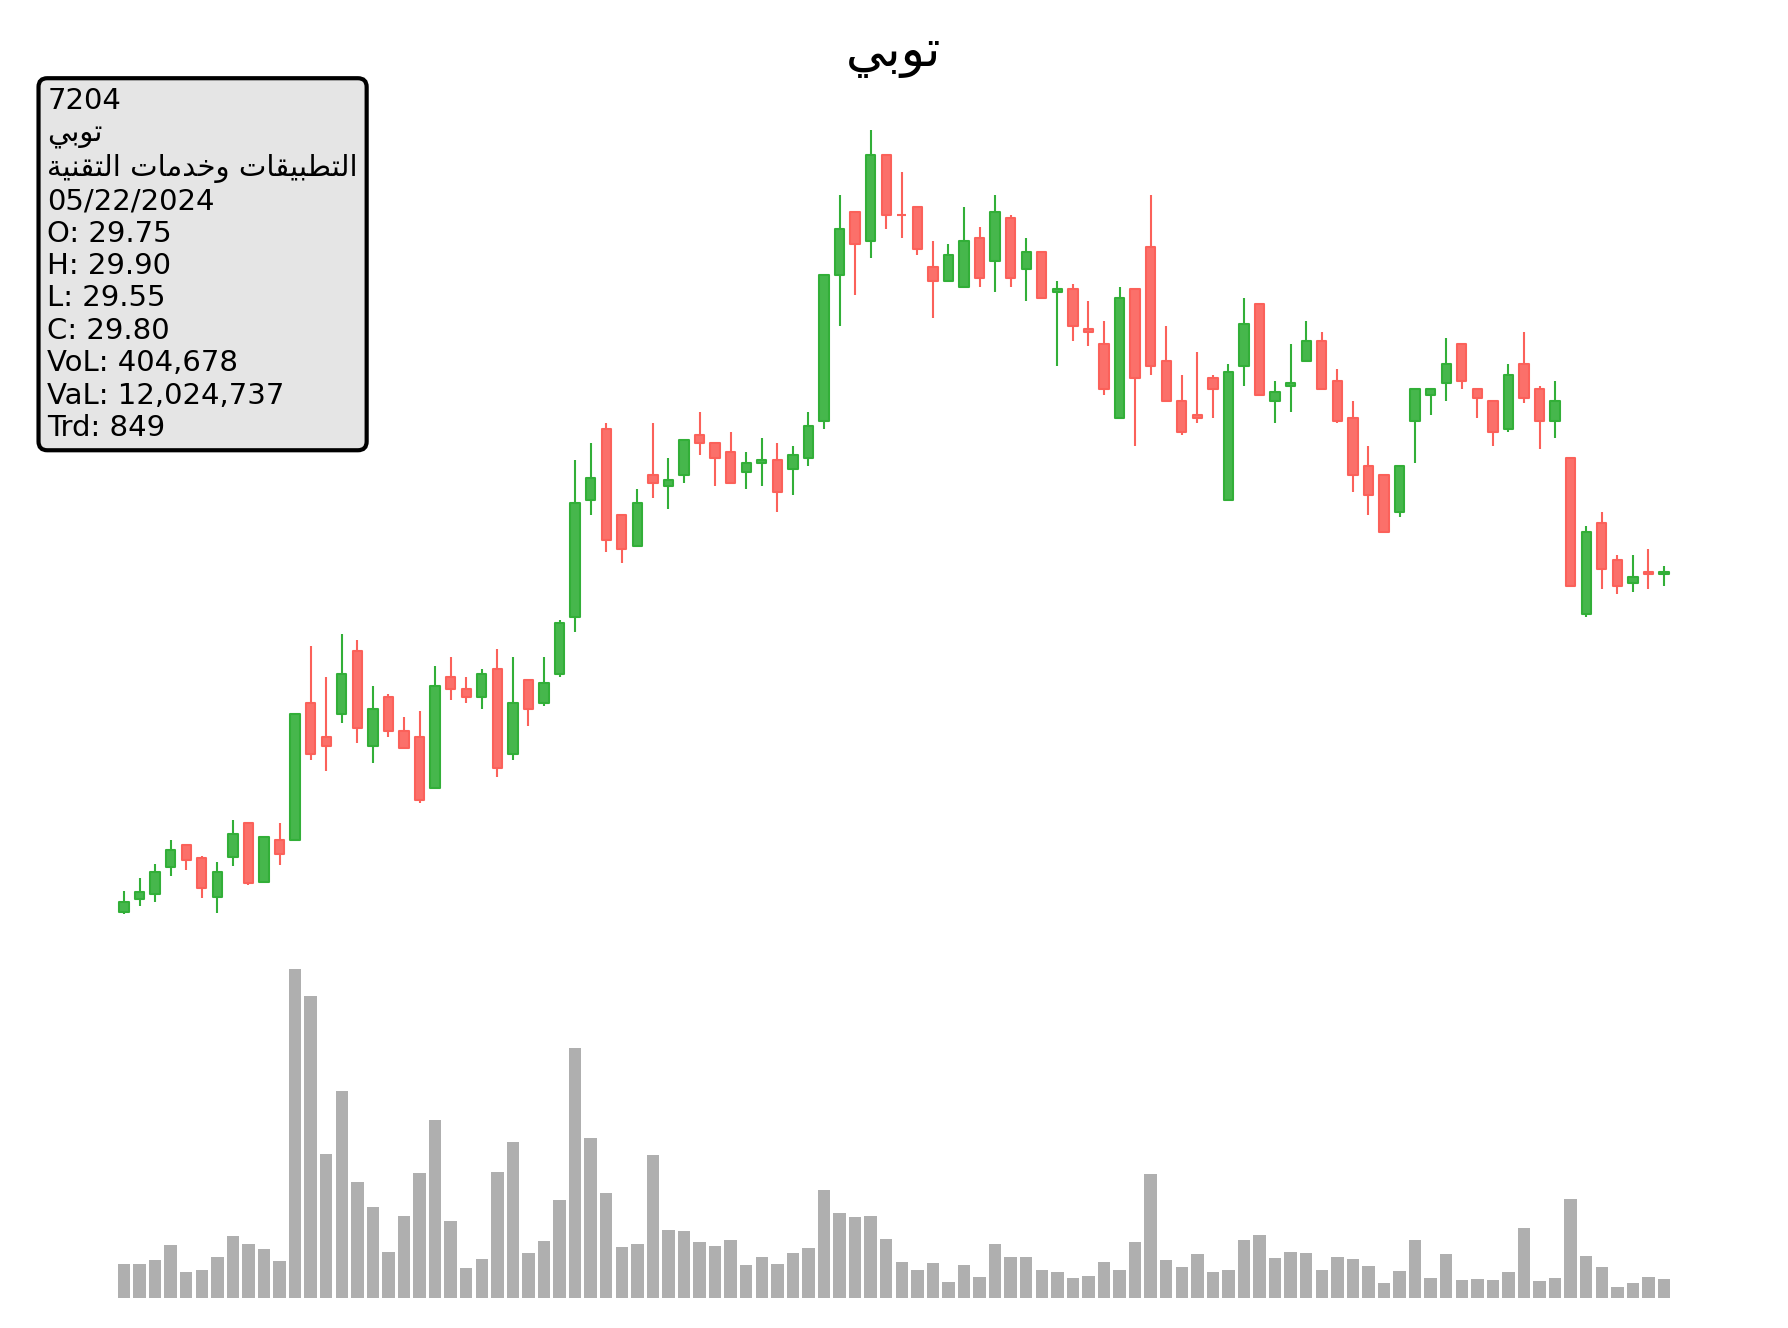 توبي
7204
توبي
التطبيقات وخدمات التقنية
05/22/2024
O: 29.75
H: 29.90
L: 29.55
C: 29.80
VoL: 404,678
VaL: 12,024,737
Trd: 849